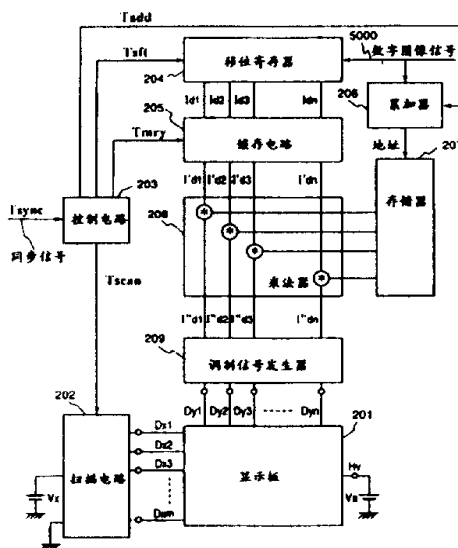 Tadd
5000
Tsft
移位寄存器
数字图像信号
204
Id1 Id2 Id3 Idn
206
累加器
205
Tmry
缓存电路
地址
207
203
I'd1 I'd2 I'd3 I'dn
存储器
Tsync
控制电路
208
同步信号
乘法器
Tscan
I"d1 I"d2 I"d3 I"dn
209
调制信号发生器
202
Dy1 Dy2 Dy3 Dyn
201
Dx1
Dx2
扫描电路
Dx3
显示板
Hv
Vx
Va
Dxm